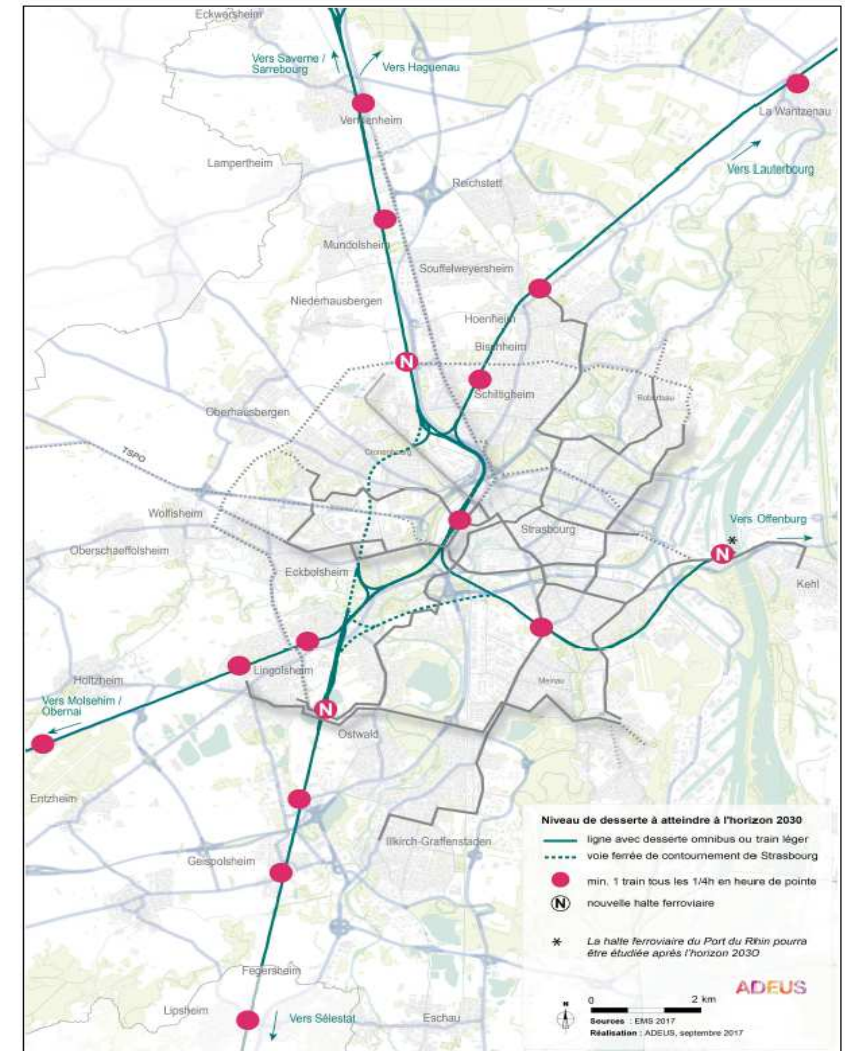 Eckwersheim
Vers Saverne /
Sarrebourg
Vers Haguenau
Vendenheim
La Wantzenau
Lampertheim
Vers Lauterbourg
Reichstett
Mundolsheim
Souffelweyersheim
Niederhausbergen
Hoenheim
Bischheim
Schiltigheim
Robertsau
Oberhausbergen
Cronenbourg
TSPO
Wolfisheim
Strasbourg
Vers Offenburg
Oberschaeffolsheim
N
N
*
Eckbolsheim
Kehl
Lingolsheim
Holtzheim
Meinau
Vers Molsehim /
Obernai
N
Ostwald
Entzheim
Illkirch-Graffenstaden
Geispolsheim
Fegersheim
Lipsheim
Vers Sélestat
Eschau
Niveau de desserte à atteindre à l'horizon 2030
ligne avec desserte omnibus ou train léger
voie ferrée de contournement de Strasbourg
min. 1 train tous les 1/4h en heure de pointe
N nouvelle halte ferroviaire
* La halte ferroviaire du Port du Rhin pourra
être étudiée après l'horizon 2030
ADEUS
N
0 2 km
Sources : EMS 2017
Réalisation : ADEUS, septembre 2017